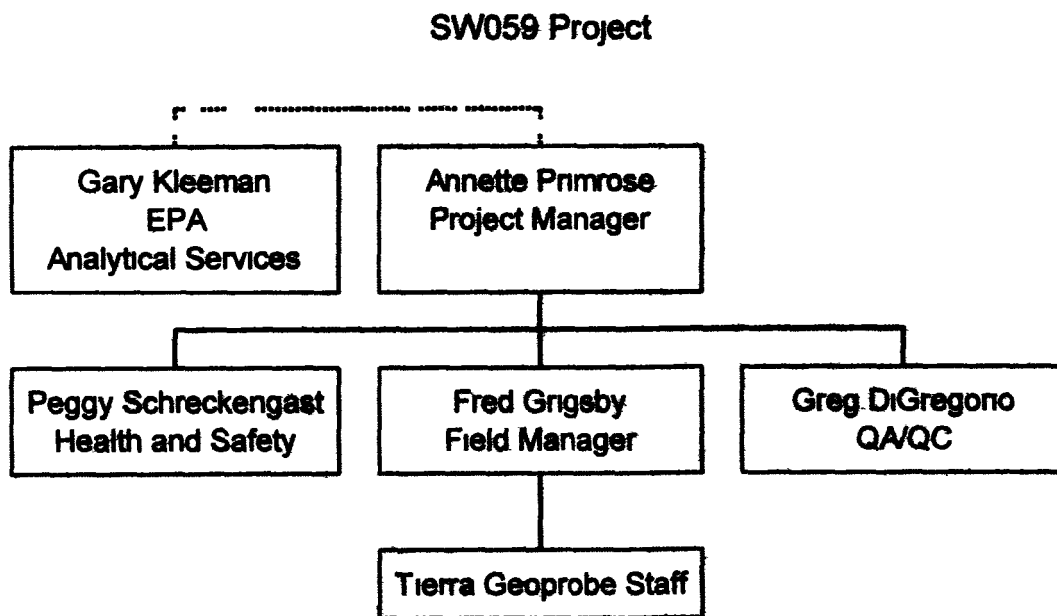 SW059 Project
Gary Kleeman
EPA
Analytical Services
Annette Primrose
Project Manager
Peggy Schreckengast
Health and Safety
Fred Grigsby
Field Manager
Greg DiGregorio
QA/QC
Tierra Geoprobe Staff